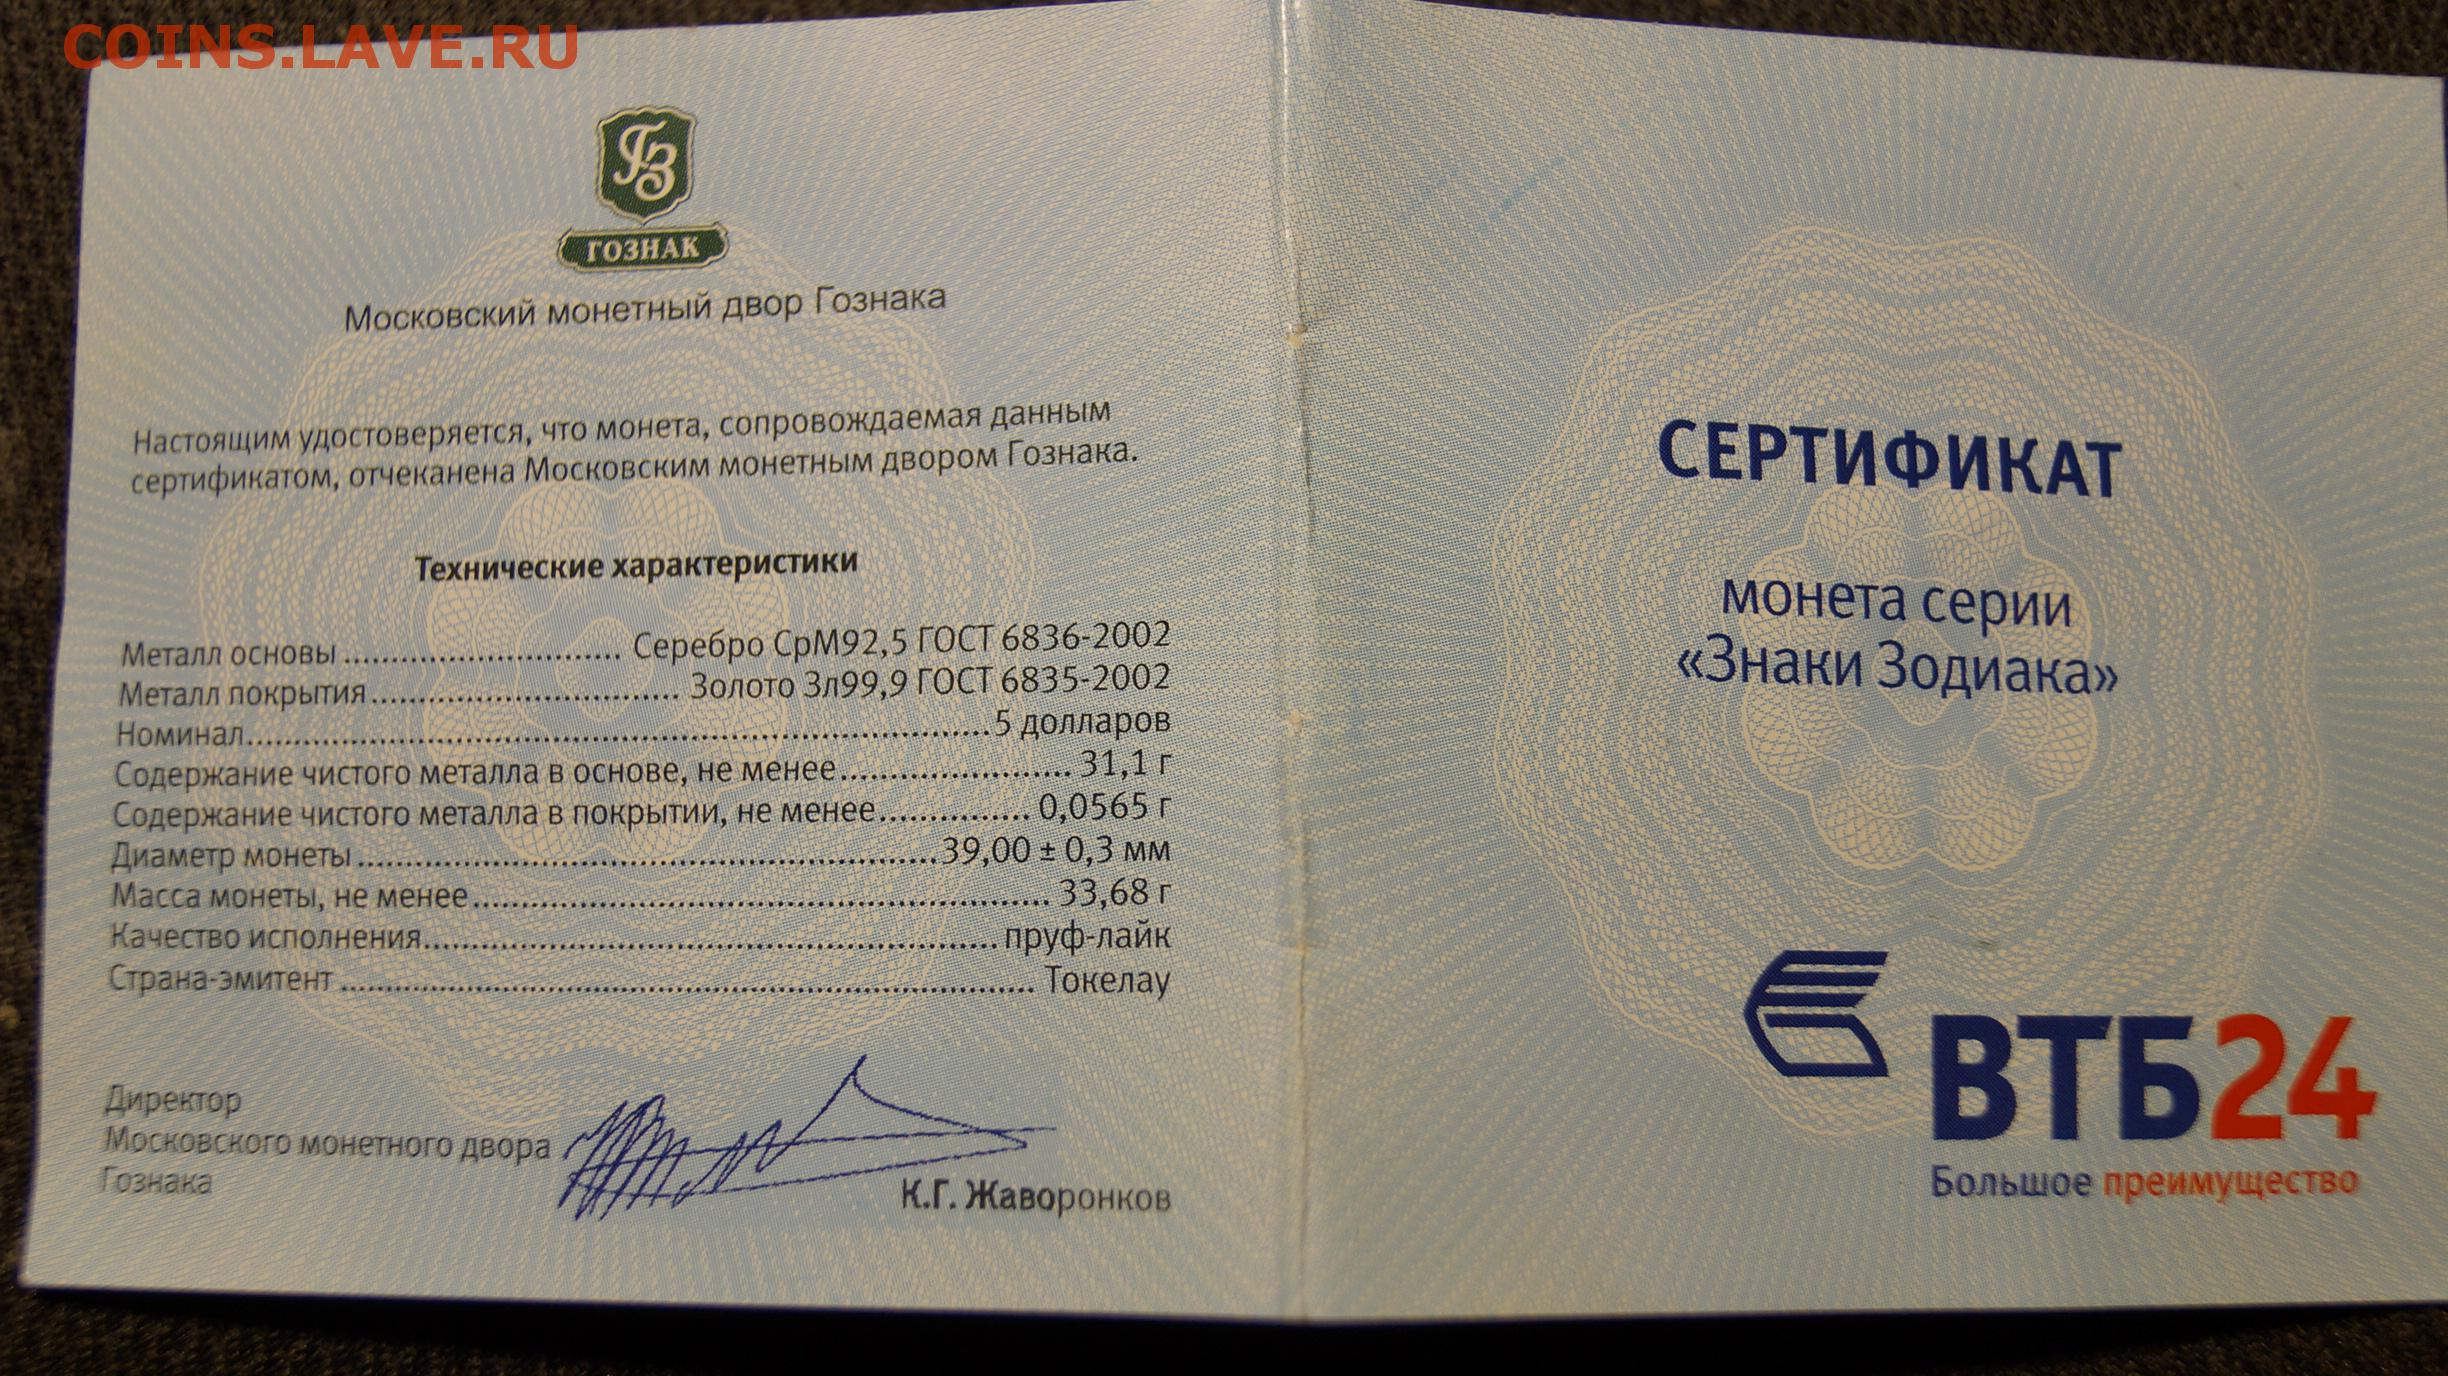 COINS.LAVE.RU
ГЗ
ГОЗНАК
Московский монетный двор Гознака
Настоящим удостоверяется, что монета, сопровождаемая данным
сертификатом, отчеканена Московским монетным двором Гознака.
Технические характеристики
Металл основы.............................. Серебро СрМ92,5 ГОСТ 6836-2002
Металл покрытия................................. Золото Зл99,9 ГОСТ 6835-2002
Номинал................................................................................5 долларов
Содержание чистого металла в основе, не менее......................... 31,1 г
Содержание чистого металла в покрытии, не менее................ 0,0565 г
Диаметр монеты...............................................................39,00 ± 0,3 мм
Масса монеты, не менее.............................................................. 33,68 г
Качество исполнения..............................................................пруф-лайк
Страна-эмитент........................................................................... Токелау
Директор
Московского монетного двора
Гознака
К.Г. Жаворонков
СЕРТИФИКАТ
монета серии
«Знаки Зодиака»
ВТБ24
Большое преимущество